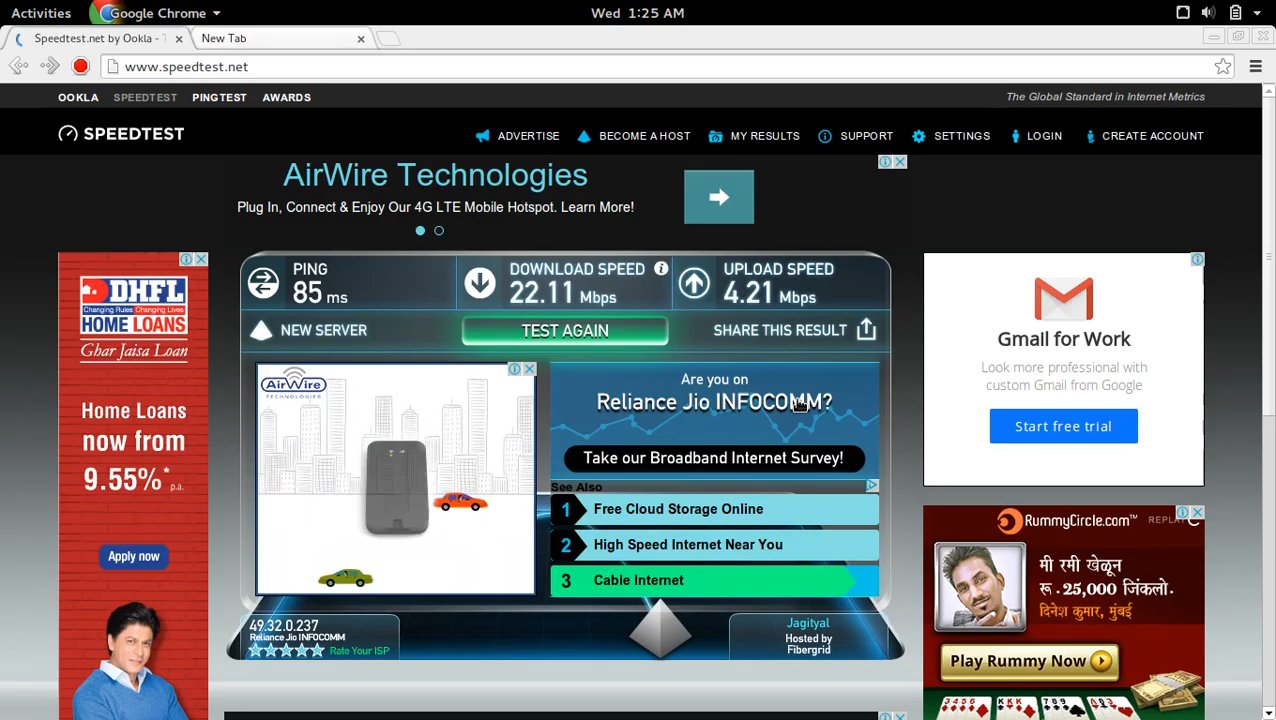 Activities
Google Chrome
Wed 1:25 AM
Speedtest.net by Ookla - T
New Tab
www.speedtest.net
OOKLA SPEEDTEST PINGTEST AWARDS
The Global Standard in Internet Metrics
SPEEDTEST
ADVERTISE
BECOME A HOST
MY RESULTS
SUPPORT
SETTINGS
LOGIN
CREATE ACCOUNT
AirWire Technologies
Plug In, Connect & Enjoy Our 4G LTE Mobile Hotspot. Learn More!
DHFL
Changing Rules Changing Lives
HOME LOANS
Ghar Jaisa Loan
Home Loans
now from
9.55%*
p.a.
Apply now
PING
85 ms
DOWNLOAD SPEED
22.11 Mbps
UPLOAD SPEED
4.21 Mbps
NEW SERVER
TEST AGAIN
SHARE THIS RESULT
AirWire
TECHNOLOGIES
Are you on
Reliance Jio INFOCOMM?
Take our Broadband Internet Survey!
See Also
1 Free Cloud Storage Online
2 High Speed Internet Near You
3 Cable Internet
49.32.0.237
Reliance Jio INFOCOMM
Rate Your ISP
Jagityal
Hosted by
Fibergrid
Gmail for Work
Look more professional with
custom Gmail from Google
Start free trial
RummyCircle.com™
REPLAY
मी रमी खेळून
रू.25,000 जिंकलो.
दिनेश कुमार, मुंबई
Play Rummy Now